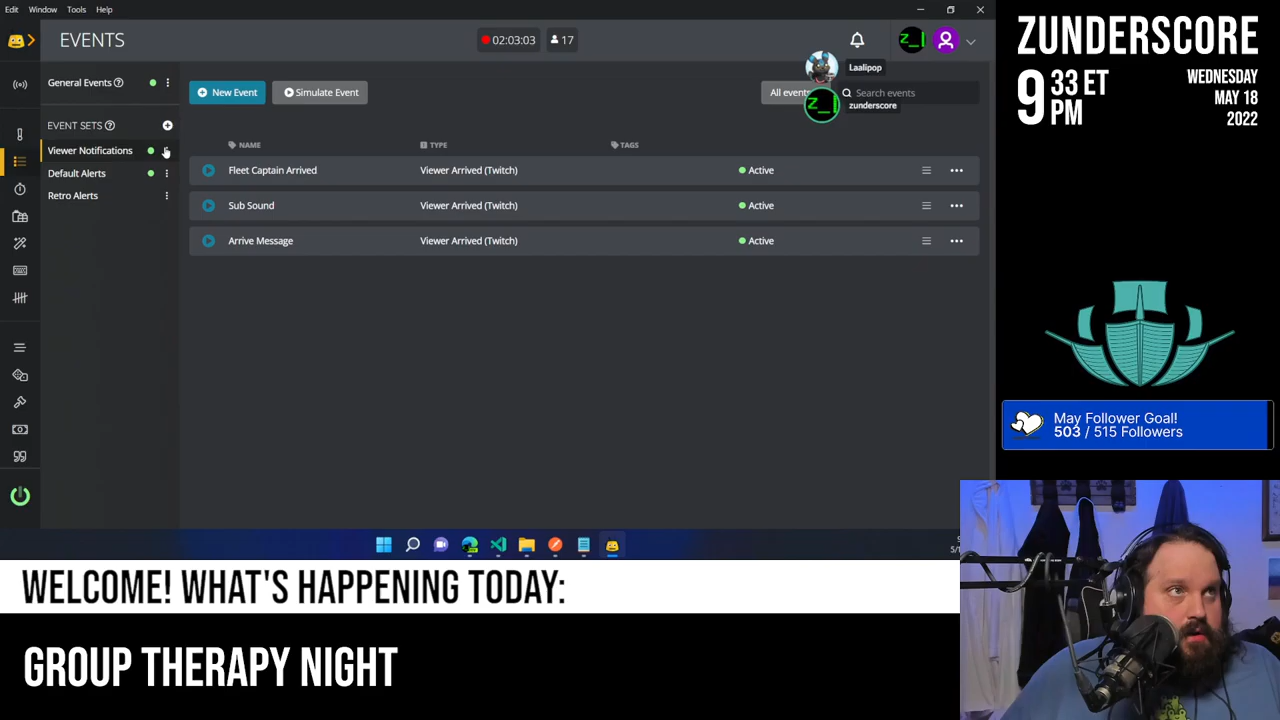 Edit Window Tools Help
EVENTS
02:03:03
17
General Events
EVENT SETS
Viewer Notifications
Default Alerts
Retro Alerts
New Event
Simulate Event
All events
Search events
Laalipop
zunderscore
z_l
z_l
NAME TYPE TAGS
Fleet Captain Arrived Viewer Arrived (Twitch) Active
Sub Sound Viewer Arrived (Twitch) Active
Arrive Message Viewer Arrived (Twitch) Active
ZUNDERSCORE
9 33 ET
PM
WEDNESDAY
MAY 18
2022
May Follower Goal!
503 / 515 Followers
WELCOME! WHAT'S HAPPENING TODAY:
GROUP THERAPY NIGHT